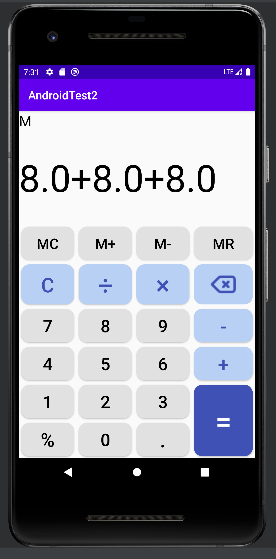 7:31 LTE
AndroidTest2
M
8.0+8.0+8.0
MC M+ M- MR
C ÷ ×
7 8 9 -
4 5 6 +
1 2 3 =
% 0 .